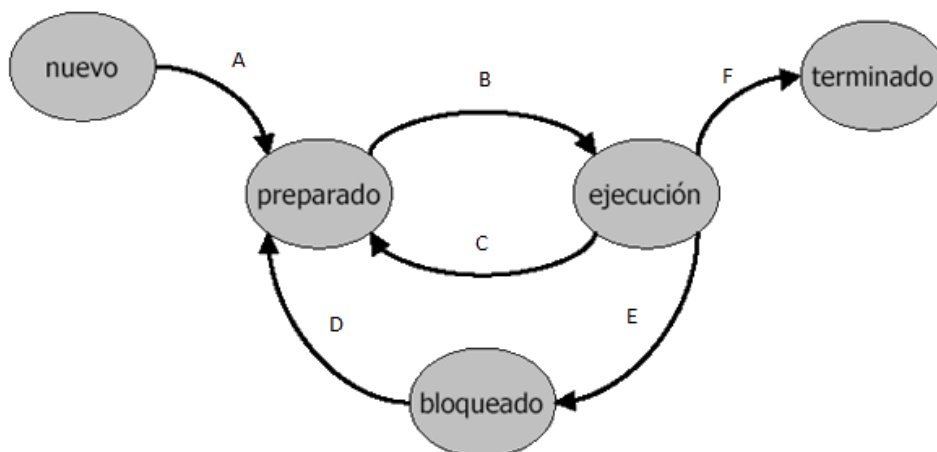 nuevo
A
B
F
terminado
preparado
ejecución
C
D
E
bloqueado